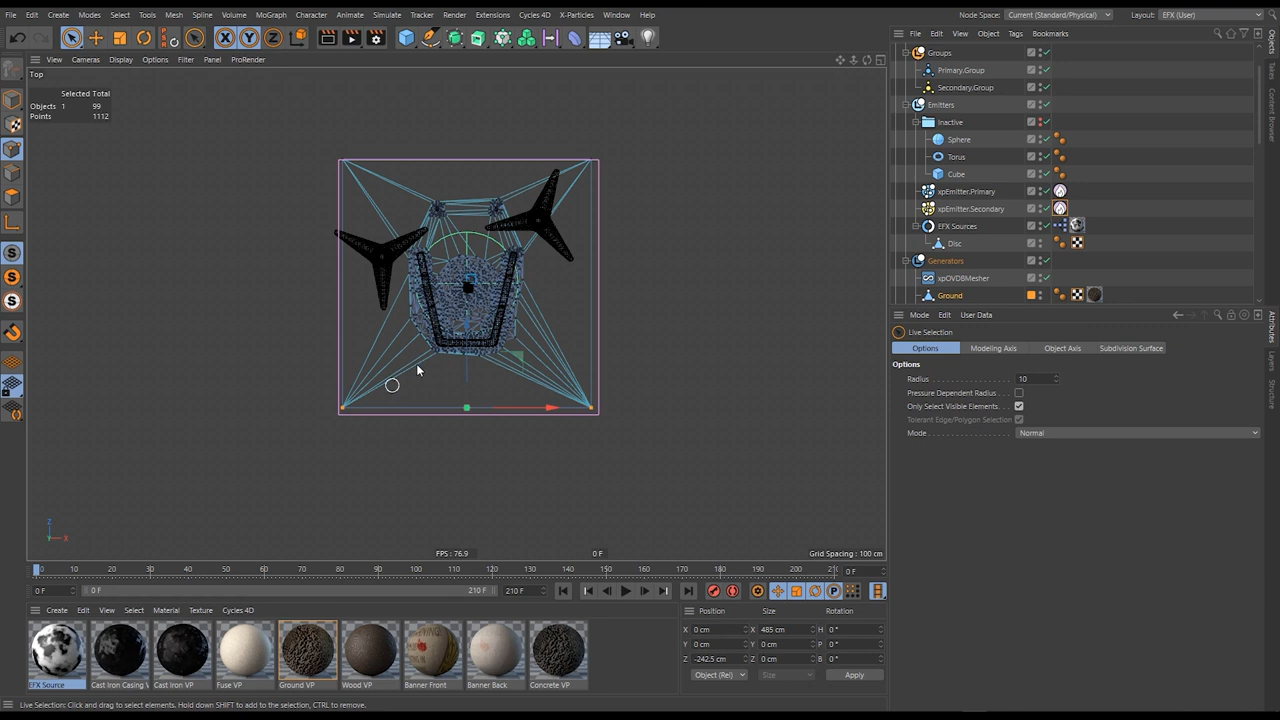 File Edit Create Modes Select Tools Mesh Spline Volume MoGraph Character Animate Simulate Tracker Render Extensions Cycles 4D X-Particles Window Help Node Space: Current (Standard/Physical) Layout: EFX (User)
X Y Z
File Edit View Object Tags Bookmarks
View Cameras Display Options Filter Panel ProRender
Top
Selected Total
Objects 1 99
Points 1112
Groups
Primary.Group
Secondary.Group
Emitters
Inactive
Sphere
Torus
Cube
xpEmitter.Primary
xpEmitter.Secondary
EFX Sources
Disc
Generators
xpOVDBMesher
Ground
Objects
Takes
Content Browser
Attributes
Layers
Structure
Mode Edit User Data
Live Selection
Options Modeling Axis Object Axis Subdivision Surface
Options
Radius 10
Pressure Dependent Radius
Only Select Visible Elements
Tolerant Edge/Polygon Selection
Mode Normal
Z
Y X
FPS : 76.9 0 F Grid Spacing : 100 cm
0 10 20 30 40 50 60 70 80 90 100 110 120 130 140 150 160 170 180 190 200 21 0 F
0 F 0 F 210 F 210 F
Create Edit View Select Material Texture Cycles 4D
EFX Source Cast Iron Casing V Cast Iron VP Fuse VP Ground VP Wood VP Banner Front Banner Back Concrete VP
Position Size Rotation
X 0 cm X 485 cm H 0 °
Y 0 cm Y 0 cm P 0 °
Z -242.5 cm Z 0 cm B 0 °
Object (Rel) Size Apply
Live Selection: Click and drag to select elements. Hold down SHIFT to add to the selection, CTRL to remove.